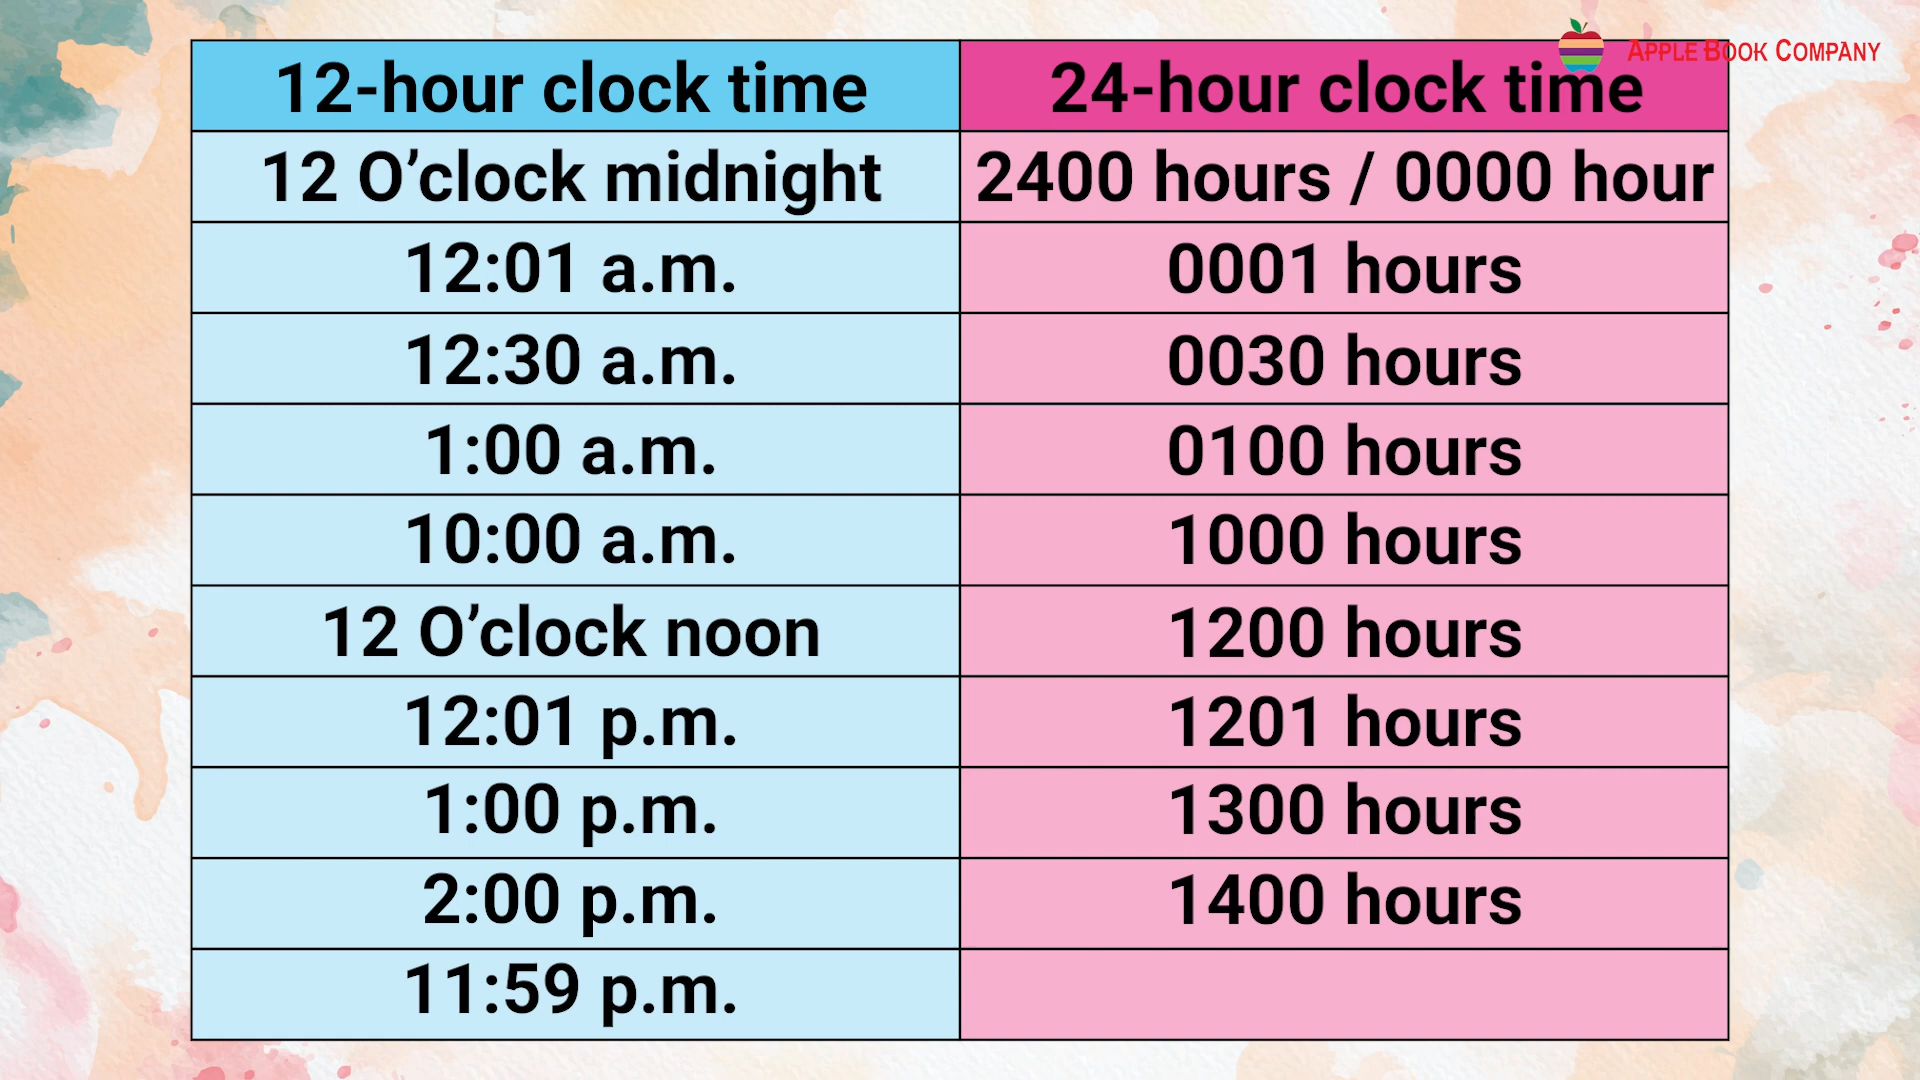 APPLE BOOK COMPANY
12-hour clock time 24-hour clock time
12 O’clock midnight 2400 hours / 0000 hour
12:01 a.m. 0001 hours
12:30 a.m. 0030 hours
1:00 a.m. 0100 hours
10:00 a.m. 1000 hours
12 O’clock noon 1200 hours
12:01 p.m. 1201 hours
1:00 p.m. 1300 hours
2:00 p.m. 1400 hours
11:59 p.m.